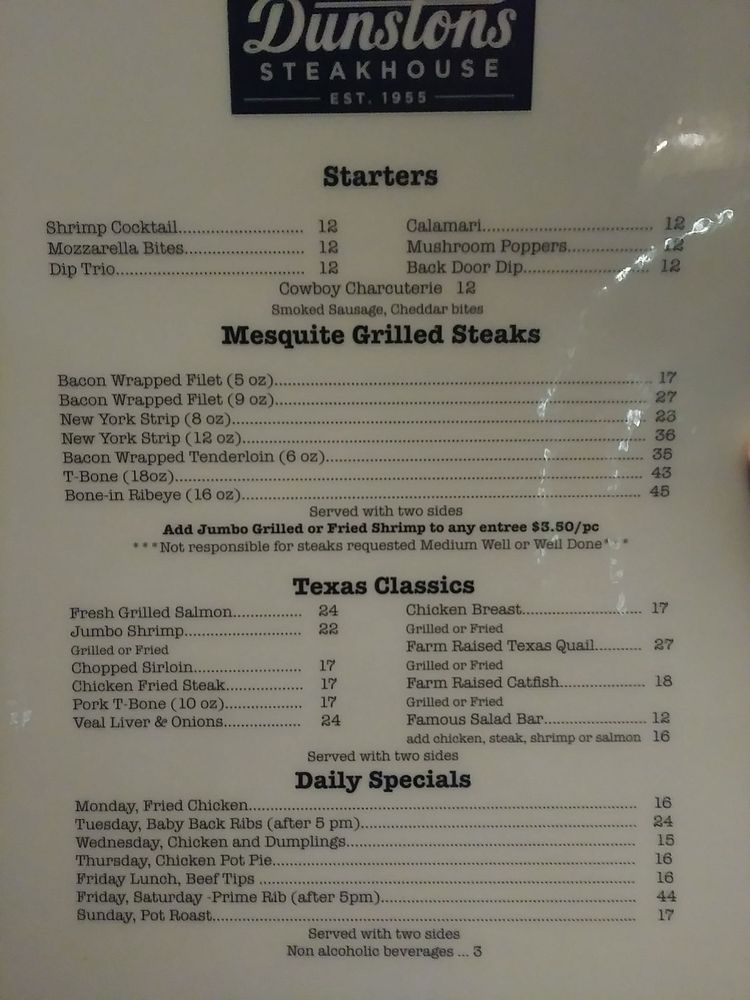 Dunstons
STEAKHOUSE
EST. 1955
Starters
Shrimp Cocktail............................ 12
Calamari...................................... 12
Mozzarella Bites........................... 12
Mushroom Poppers................... 12
Dip Trio.......................................... 12
Back Door Dip............................. 12
Cowboy Charcuterie 12
Smoked Sausage, Cheddar bites
Mesquite Grilled Steaks
Bacon Wrapped Filet (5 oz)............................................................ 17
Bacon Wrapped Filet (9 oz)............................................................ 27
New York Strip (8 oz)..................................................................... 23
New York Strip (12 oz)................................................................... 36
Bacon Wrapped Tenderloin (6 oz)................................................. 35
T-Bone (18oz)................................................................................. 43
Bone-in Ribeye (16 oz)................................................................... 45
Served with two sides
Add Jumbo Grilled or Fried Shrimp to any entree $3.50/pc
***Not responsible for steaks requested Medium Well or Well Done***
Texas Classics
Fresh Grilled Salmon............... 24
Jumbo Shrimp.......................... 22
Grilled or Fried
Chopped Sirloin........................ 17
Chicken Fried Steak................. 17
Pork T-Bone (10 oz)................. 17
Veal Liver & Onions................. 24
Chicken Breast.......................... 17
Grilled or Fried
Farm Raised Texas Quail.......... 27
Grilled or Fried
Farm Raised Catfish.................. 18
Grilled or Fried
Famous Salad Bar..................... 12
add chicken, steak, shrimp or salmon 16
Served with two sides
Daily Specials
Monday, Fried Chicken.................................................................. 16
Tuesday, Baby Back Ribs (after 5 pm).......................................... 24
Wednesday, Chicken and Dumplings............................................. 15
Thursday, Chicken Pot Pie............................................................. 16
Friday Lunch, Beef Tips ................................................................ 16
Friday, Saturday -Prime Rib (after 5pm)...................................... 44
Sunday, Pot Roast.......................................................................... 17
Served with two sides
Non alcoholic beverages ... 3